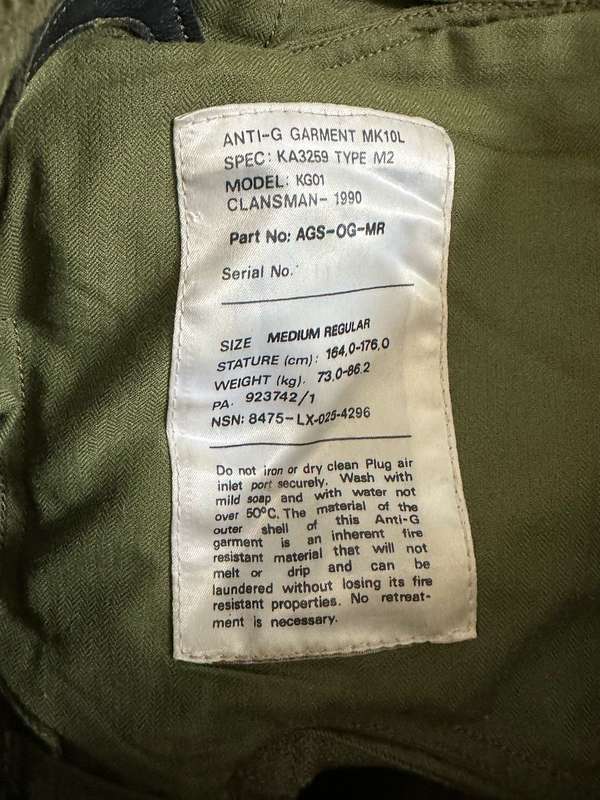 ANTI-G GARMENT MK10L
SPEC: KA3259 TYPE M2
MODEL: KG01
CLANSMAN- 1990
Part No: AGS-OG-MR
Serial No.
SIZE MEDIUM REGULAR
STATURE (cm): 164,0-176,0
WEIGHT (kg). 73,0-86.2
PA. 923742/1
NSN: 8475-LX-025-4296
Do not iron or dry clean Plug air
inlet port securely. Wash with
mild soap and with water not
over 50°C. The material of the
outer shell of this Anti-G
garment is an inherent fire
resistant material that will not
melt or drip and can be
laundered without losing its fire
resistant properties. No retreat-
ment is necessary.